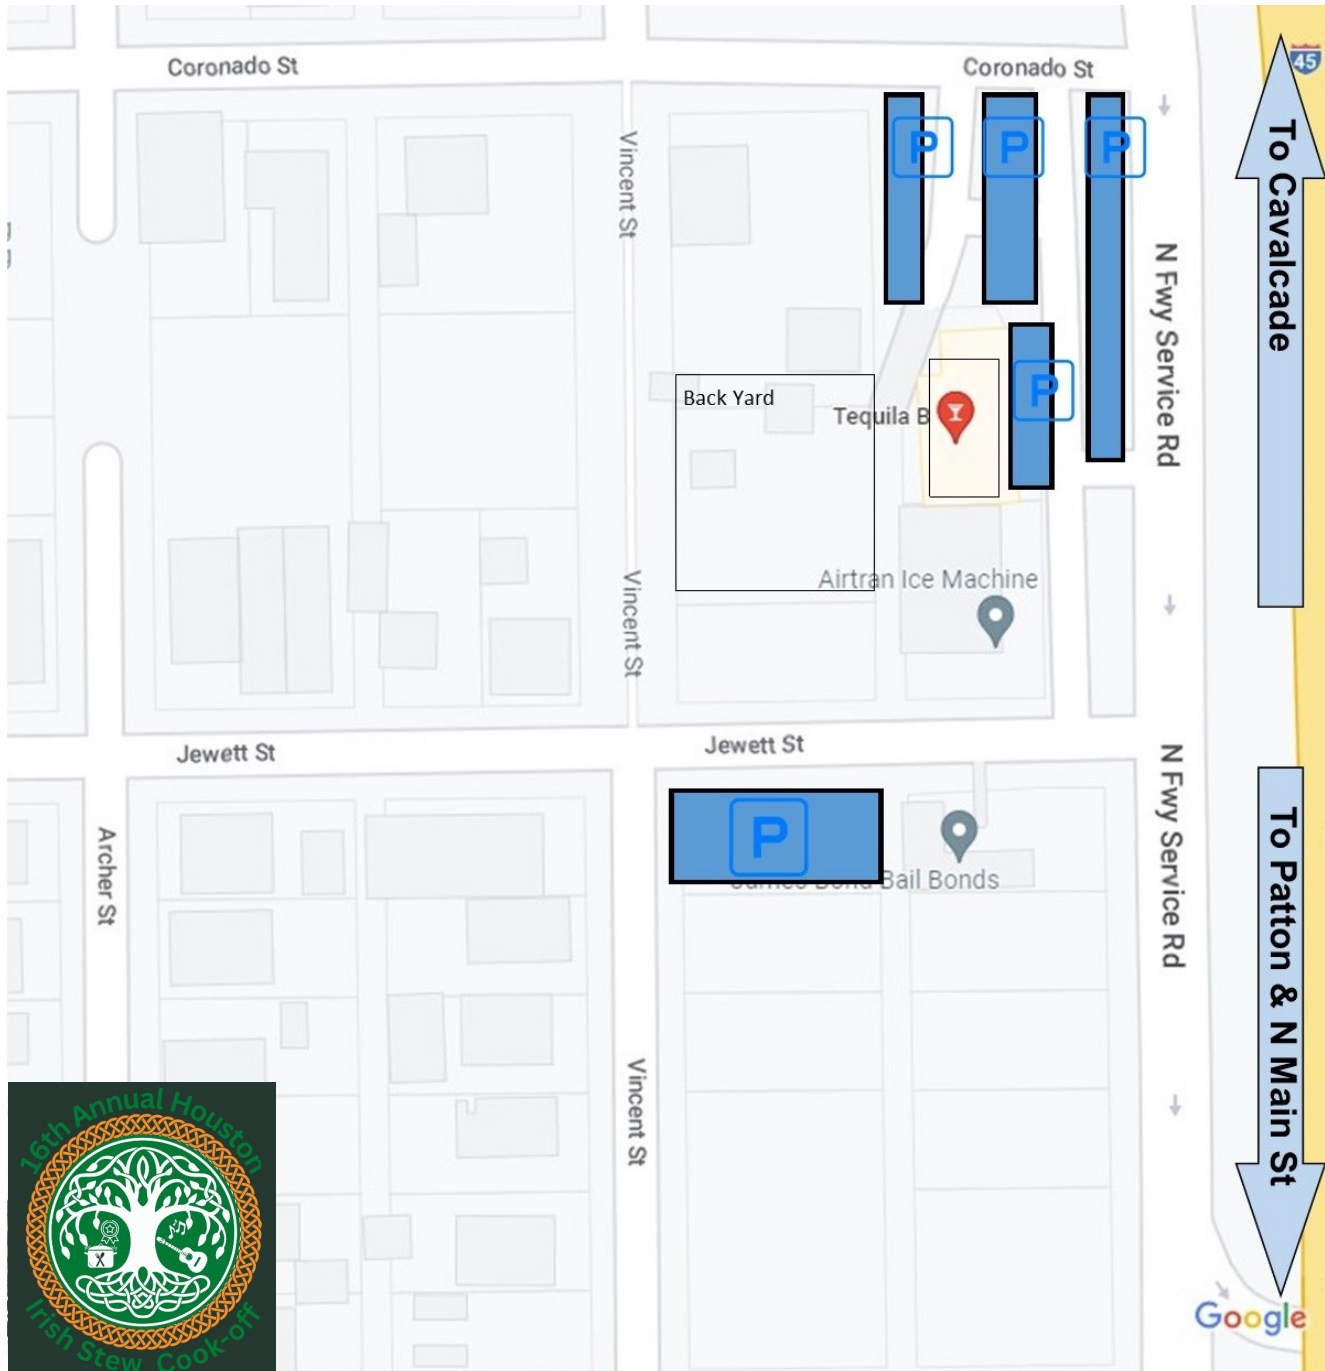 Coronado St
Coronado St
45
To Cavalcade
Vincent St
P
P
P
N Fwy Service Rd
P
Back Yard
Tequila B
Airtran Ice Machine
Vincent St
Jewett St
Jewett St
N Fwy Service Rd
To Patton & N Main St
P
Bail Bonds
Archer St
Vincent St
16th Annual Houston
Irish Stew Cook-off
Google